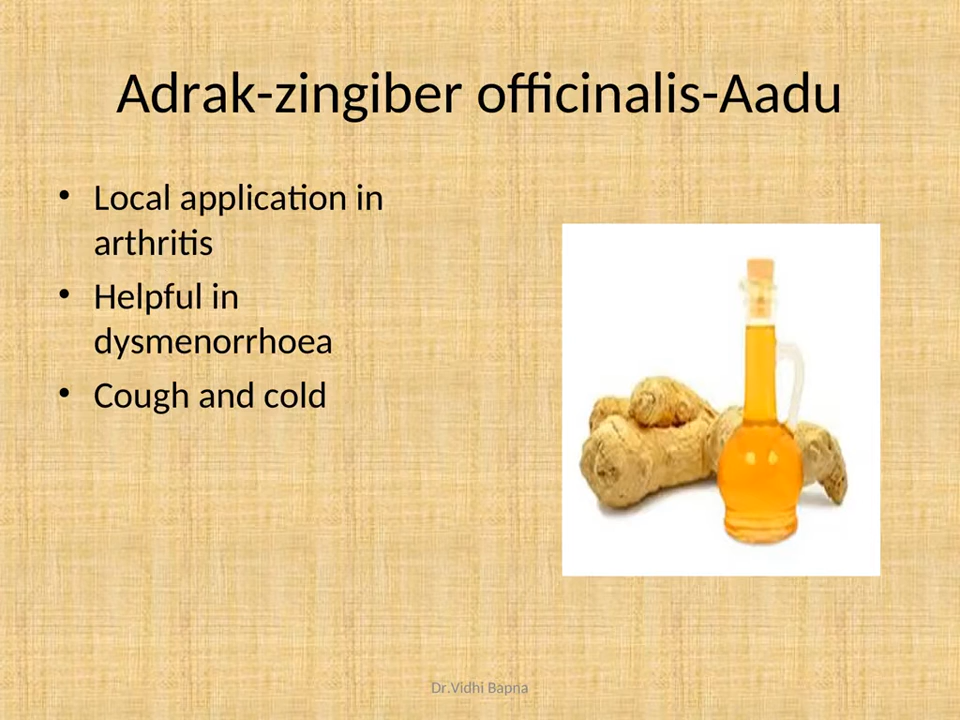 Adrak-zingiber officinalis-Aadu
• Local application in
arthritis
• Helpful in
dysmenorrhoea
• Cough and cold
Dr.Vidhi Bapna